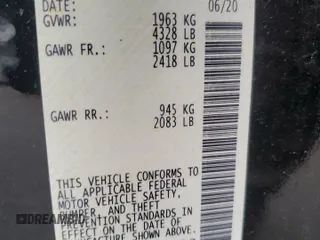 DATE: 06/20
GVWR: 1963 KG
4328 LB
GAWR FR.: 1097 KG
2418 LB
GAWR RR.: 945 KG
2083 LB
THIS VEHICLE CONFORMS TO
ALL APPLICABLE FEDERAL
MOTOR VEHICLE SAFETY,
BUMPER, AND THEFT
PREVENTION STANDARDS IN
EFFECT ON THE DATE OF
MANUFACTURE SHOWN ABOVE.